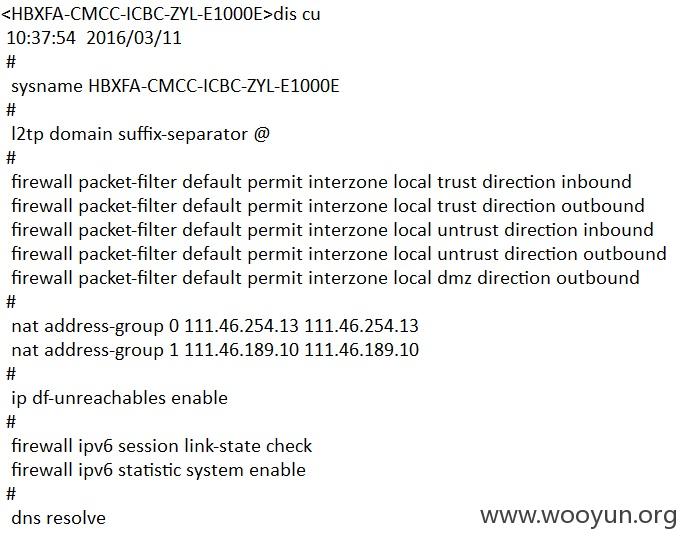 <HBXFA-CMCC-ICBC-ZYL-E1000E>dis cu
10:37:54  2016/03/11
#
sysname HBXFA-CMCC-ICBC-ZYL-E1000E
#
l2tp domain suffix-separator @
#
firewall packet-filter default permit interzone local trust direction inbound
firewall packet-filter default permit interzone local trust direction outbound
firewall packet-filter default permit interzone local untrust direction inbound
firewall packet-filter default permit interzone local untrust direction outbound
firewall packet-filter default permit interzone local dmz direction outbound
#
nat address-group 0 111.46.254.13 111.46.254.13
nat address-group 1 111.46.189.10 111.46.189.10
#
ip df-unreachables enable
#
firewall ipv6 session link-state check
firewall ipv6 statistic system enable
#
dns resolve
www.wooyun.org